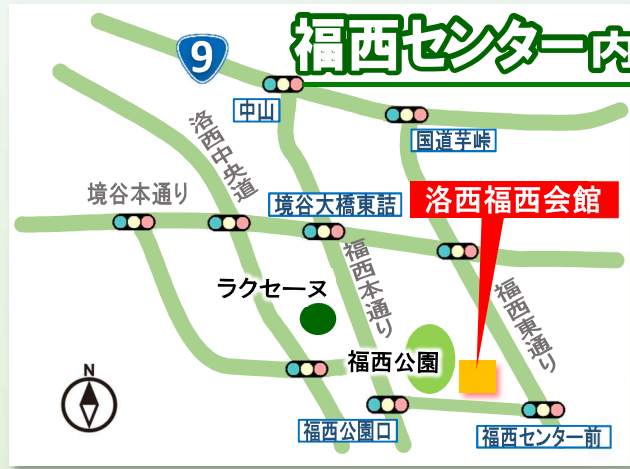 福西センター内
9
中山
国道芋峠
洛西中央道
境谷本通り
境谷大橋東詰
洛西福西会館
ラクセーヌ
福西本通り
福西東通り
福西公園
N
福西公園口
福西センター前